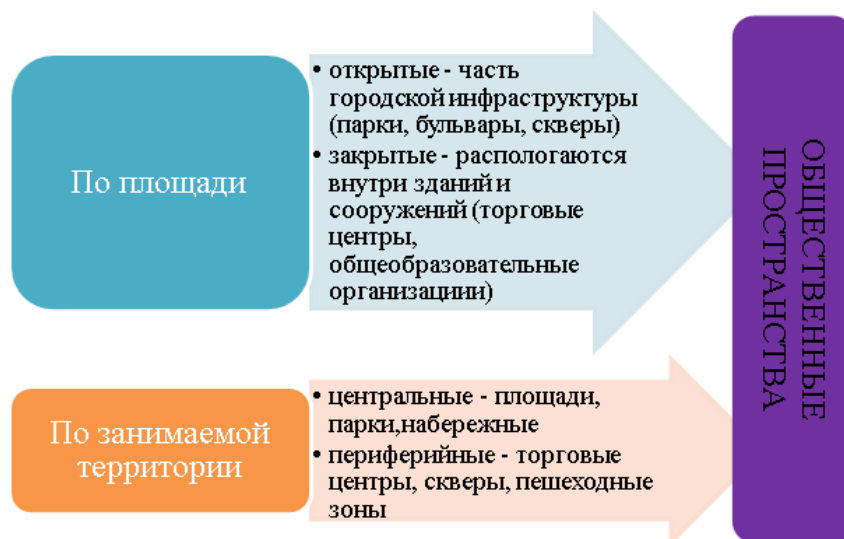 По площади
• открытые - часть
городской инфраструктуры
(парки, бульвары, скверы)
• закрытые - распологаются
внутри зданий и
сооружений (торговые
центры,
общеобразовательные
организациии)
По занимаемой
территории
• центральные - площади,
парки,набережные
• периферийные - торговые
центры, скверы, пешеходные
зоны
ОБЩЕСТВЕННЫЕ
ПРОСТРАНСТВА